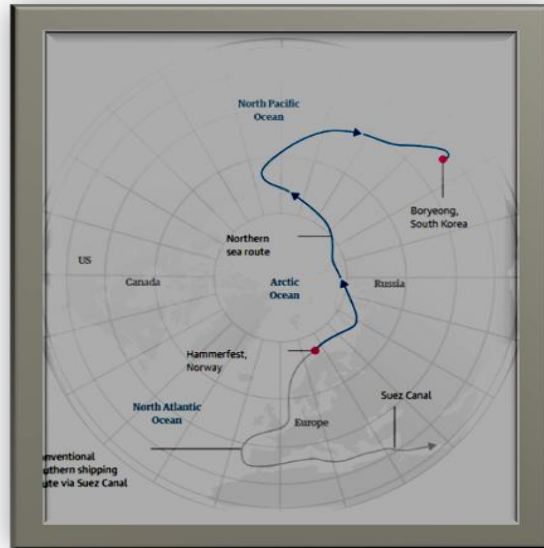 North Pacific
Ocean
Boryeong,
South Korea
Northern
sea route
US
Canada
Arctic
Ocean
Russia
Hammerfest,
Norway
North Atlantic
Ocean
Suez Canal
Europe
nventional
uthern shipping
ute via Suez Canal